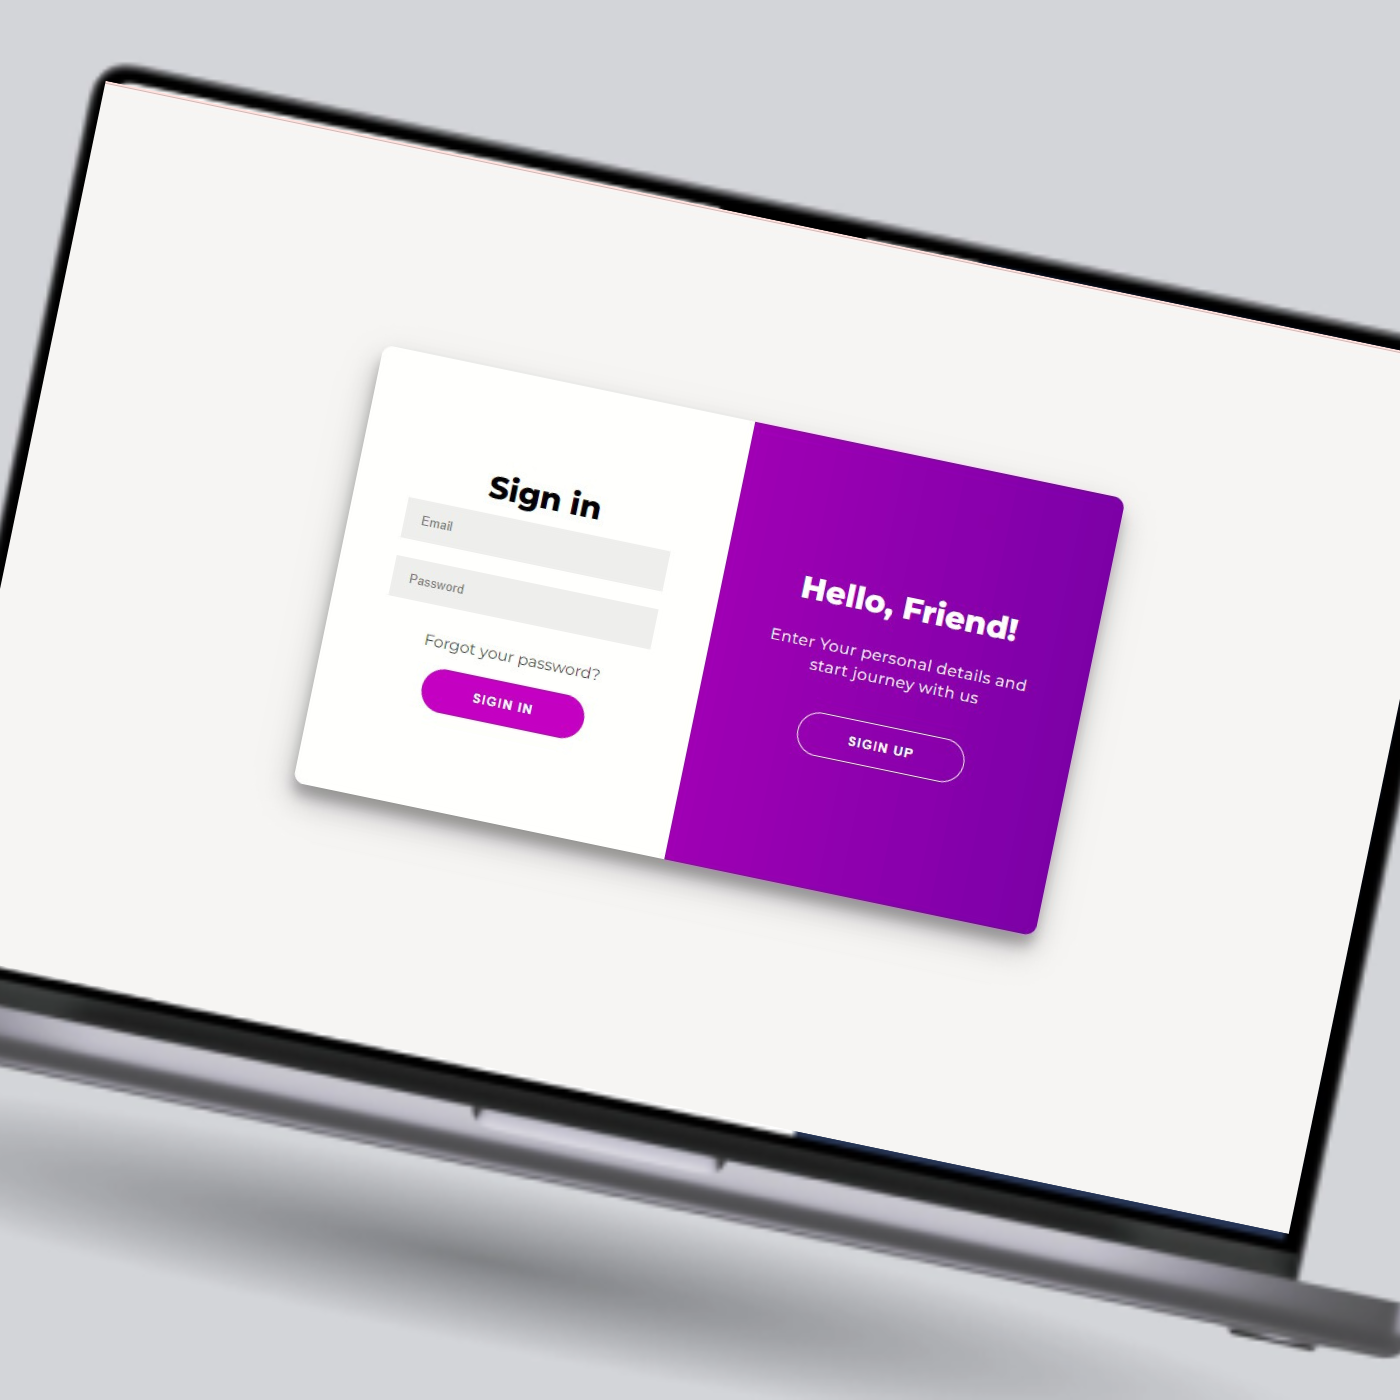 Sign in
Email
Password
Forgot your password?
SIGIN IN
Hello, Friend!
Enter Your personal details and
start journey with us
SIGIN UP